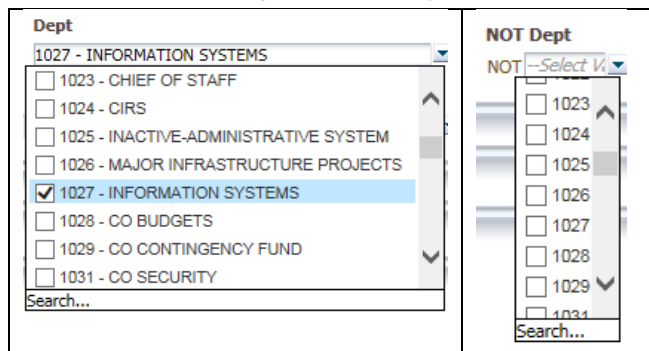 Dept
1027 - INFORMATION SYSTEMS
1023 - CHIEF OF STAFF
1024 - CIRS
1025 - INACTIVE-ADMINISTRATIVE SYSTEM
1026 - MAJOR INFRASTRUCTURE PROJECTS
1027 - INFORMATION SYSTEMS
1028 - CO BUDGETS
1029 - CO CONTINGENCY FUND
1031 - CO SECURITY
Search...
NOT Dept
NOT --Select V
1023
1024
1025
1026
1027
1028
1029
1031
Search...